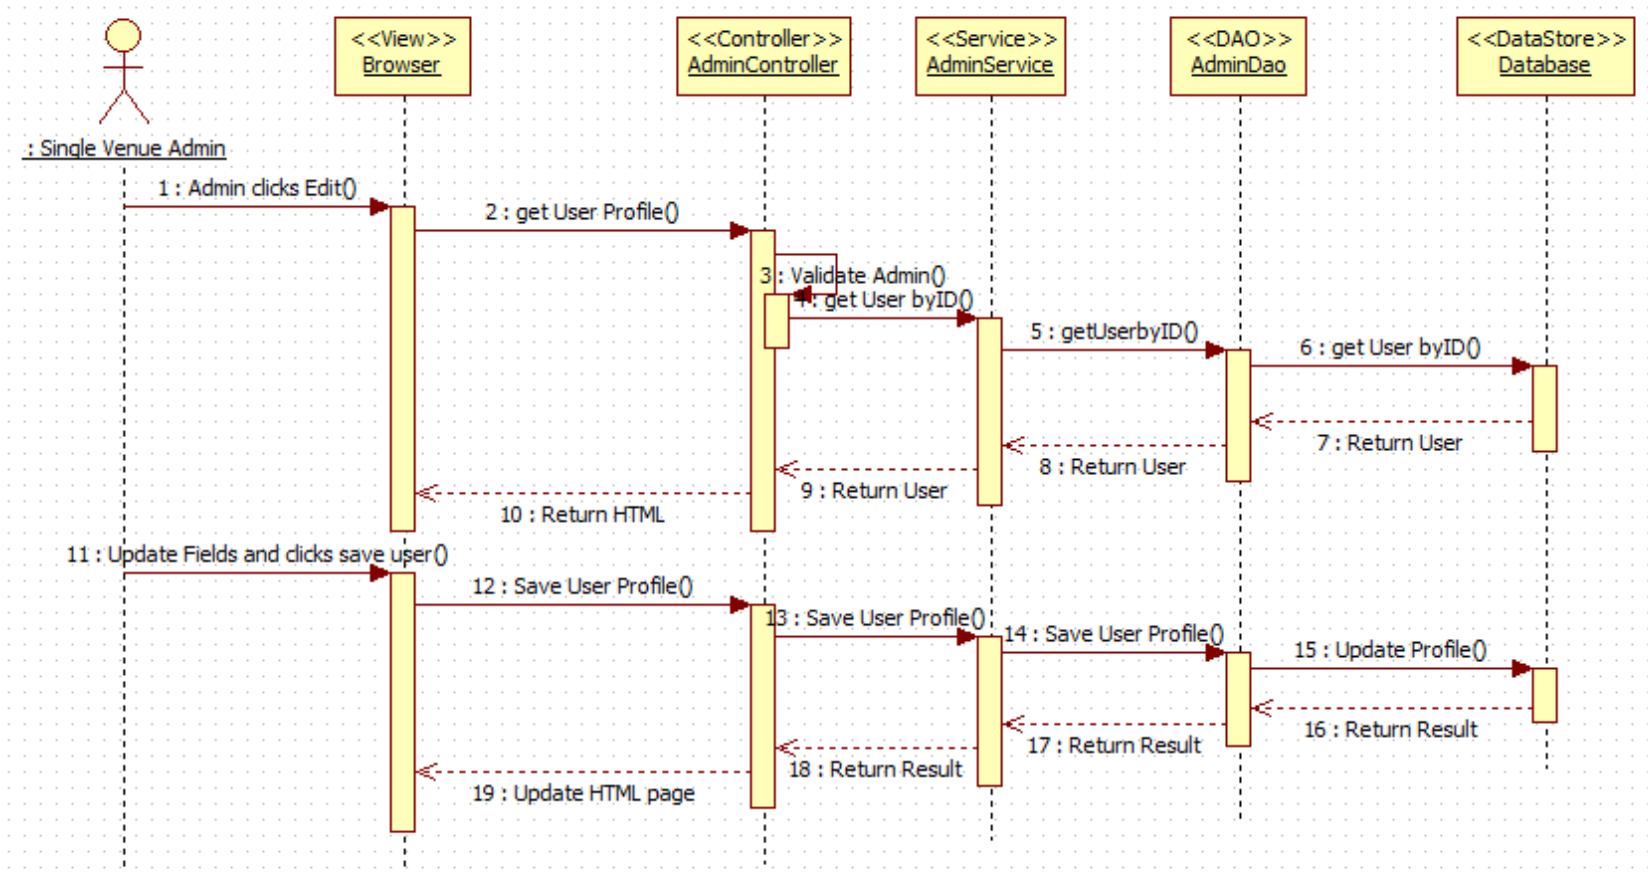 <<View>>
Browser
<<Controller>>
AdminController
<<Service>>
AdminService
<<DAO>>
AdminDao
<<DataStore>>
Database
: Single Venue Admin
1 : Admin clicks Edit()
2 : get User Profile()
3 : Validate Admin()
4 : get User byID()
5 : getUserbyID()
6 : get User byID()
7 : Return User
8 : Return User
9 : Return User
10 : Return HTML
11 : Update Fields and clicks save user()
12 : Save User Profile()
13 : Save User Profile()
14 : Save User Profile()
15 : Update Profile()
16 : Return Result
17 : Return Result
18 : Return Result
19 : Update HTML page